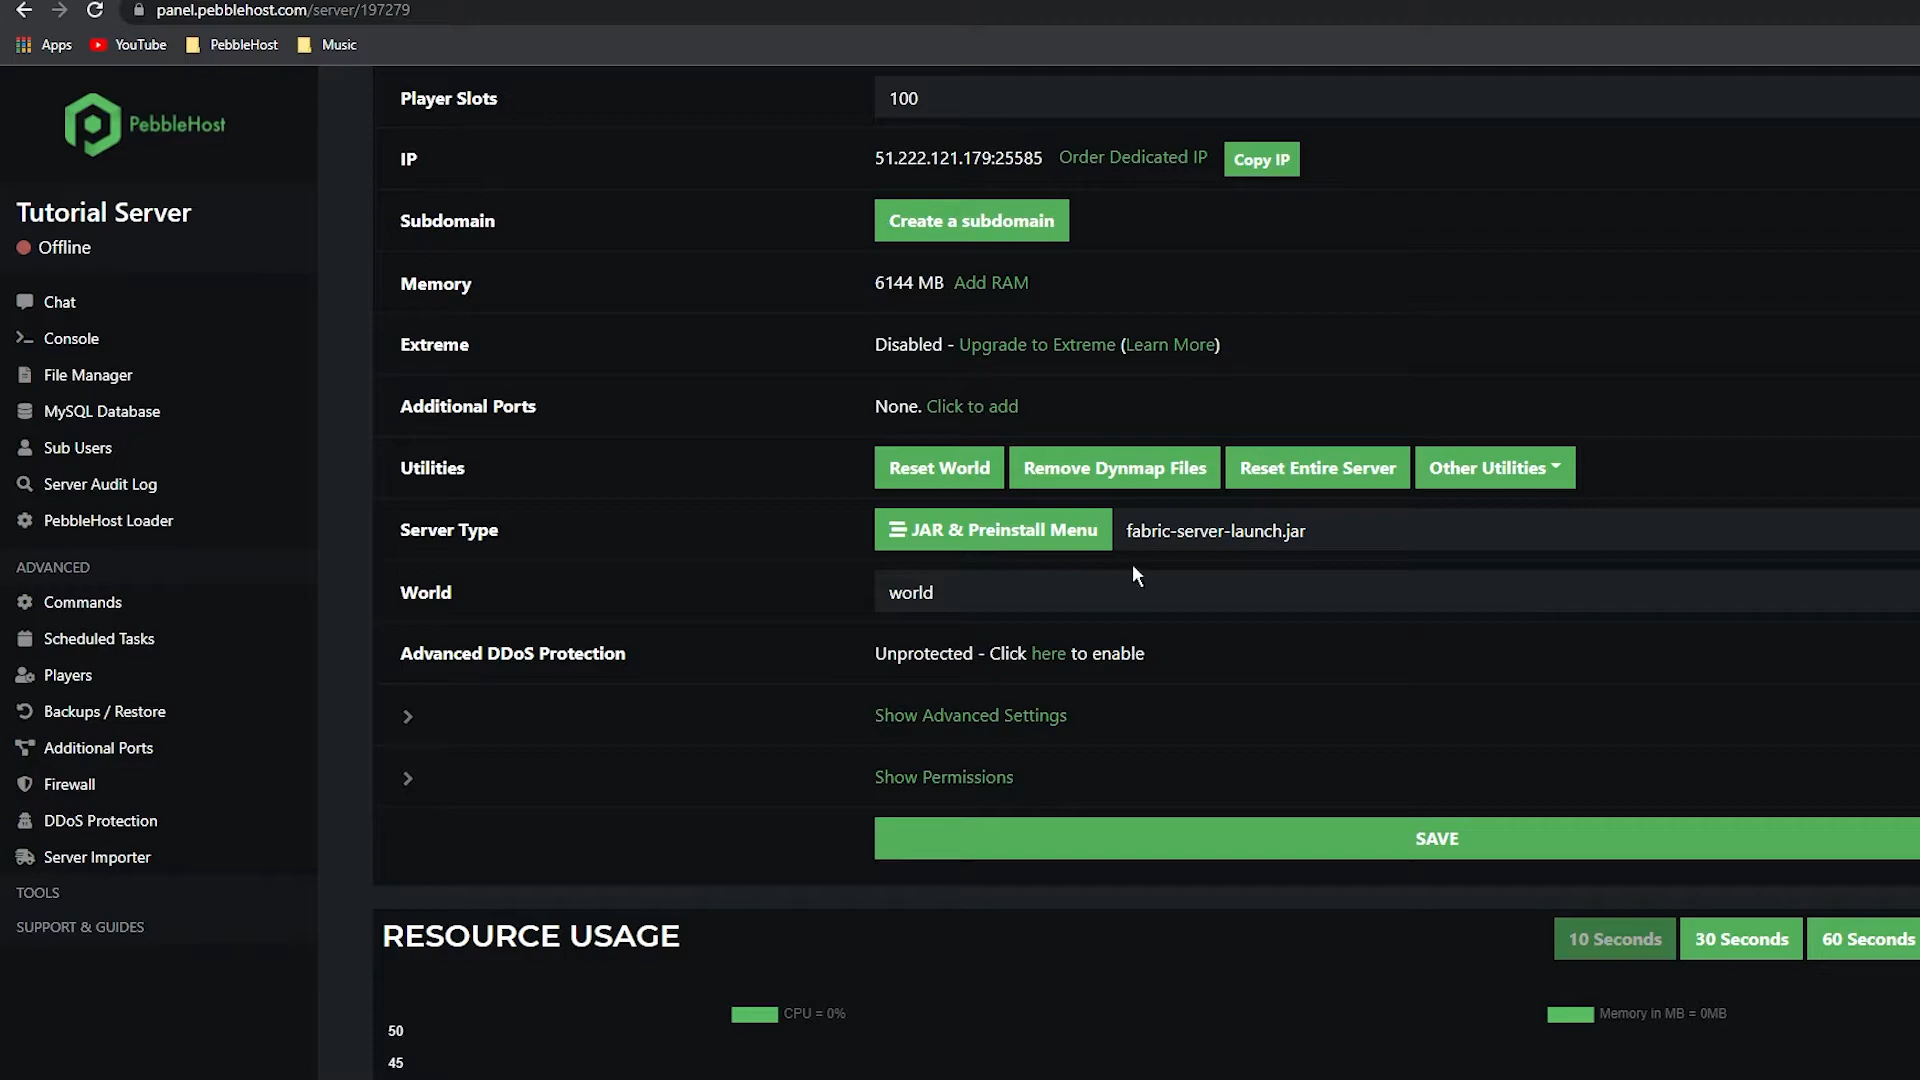 panel.pebblehost.com/server/197279
Apps YouTube PebbleHost Music
PebbleHost
Tutorial Server
Offline
Chat
Console
File Manager
MySQL Database
Sub Users
Server Audit Log
PebbleHost Loader
ADVANCED
Commands
Scheduled Tasks
Players
Backups / Restore
Additional Ports
Firewall
DDoS Protection
Server Importer
TOOLS
SUPPORT & GUIDES
Player Slots 100
IP 51.222.121.179:25585 Order Dedicated IP Copy IP
Subdomain Create a subdomain
Memory 6144 MB Add RAM
Extreme Disabled - Upgrade to Extreme (Learn More)
Additional Ports None. Click to add
Utilities Reset World Remove Dynmap Files Reset Entire Server Other Utilities
Server Type JAR & Preinstall Menu fabric-server-launch.jar
World world
Advanced DDoS Protection Unprotected - Click here to enable
Show Advanced Settings
Show Permissions
SAVE
RESOURCE USAGE 10 Seconds 30 Seconds 60 Seconds
CPU = 0% Memory in MB = 0MB
50
45